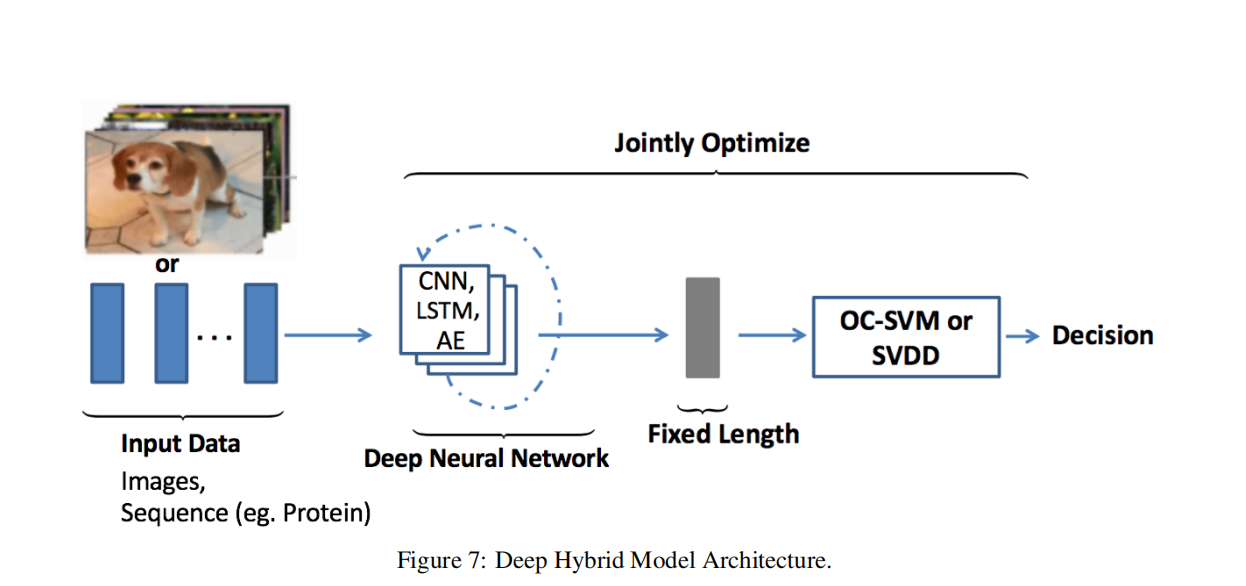 Jointly Optimize
or
CNN,
LSTM,
AE
...
OC-SVM or
SVDD
Decision
Input Data
Images,
Sequence (eg. Protein)
Deep Neural Network
Fixed Length
Figure 7: Deep Hybrid Model Architecture.